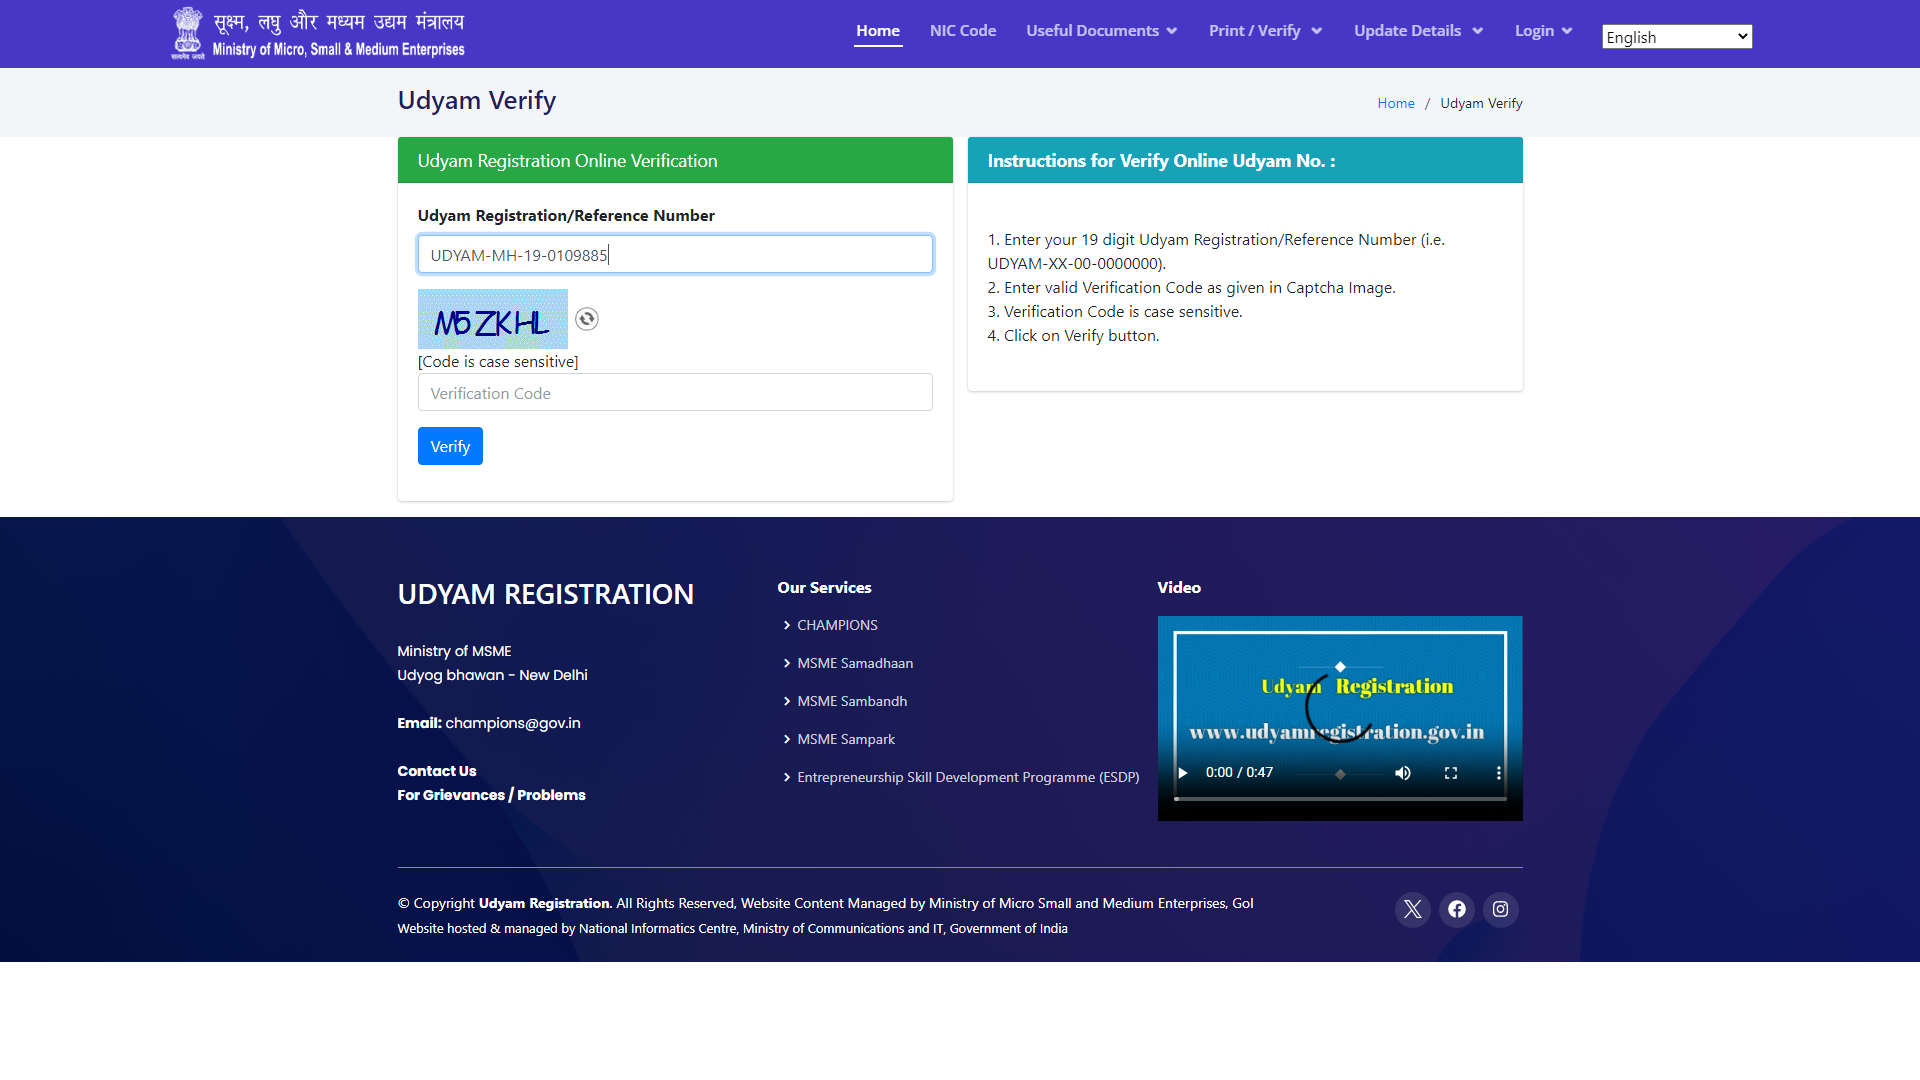 सूक्ष्म, लघु और मध्यम उद्यम मंत्रालय
Ministry of Micro, Small & Medium Enterprises
सत्यमेव जयते
Home
NIC Code
Useful Documents
Print / Verify
Update Details
Login
English
Udyam Verify
Home / Udyam Verify
Udyam Registration Online Verification
Udyam Registration/Reference Number
UDYAM-MH-19-0109885
M5ZKHL
[Code is case sensitive]
Verification Code
Verify
Instructions for Verify Online Udyam No. :
1. Enter your 19 digit Udyam Registration/Reference Number (i.e.
UDYAM-XX-00-0000000).
2. Enter valid Verification Code as given in Captcha Image.
3. Verification Code is case sensitive.
4. Click on Verify button.
UDYAM REGISTRATION
Ministry of MSME
Udyog bhawan - New Delhi
Email: champions@gov.in
Contact Us
For Grievances / Problems
Our Services
CHAMPIONS
MSME Samadhaan
MSME Sambandh
MSME Sampark
Entrepreneurship Skill Development Programme (ESDP)
Video
Udyam Registration
www.udyamregistration.gov.in
0:00 / 0:47
© Copyright Udyam Registration. All Rights Reserved, Website Content Managed by Ministry of Micro Small and Medium Enterprises, GoI
Website hosted & managed by National Informatics Centre, Ministry of Communications and IT, Government of India